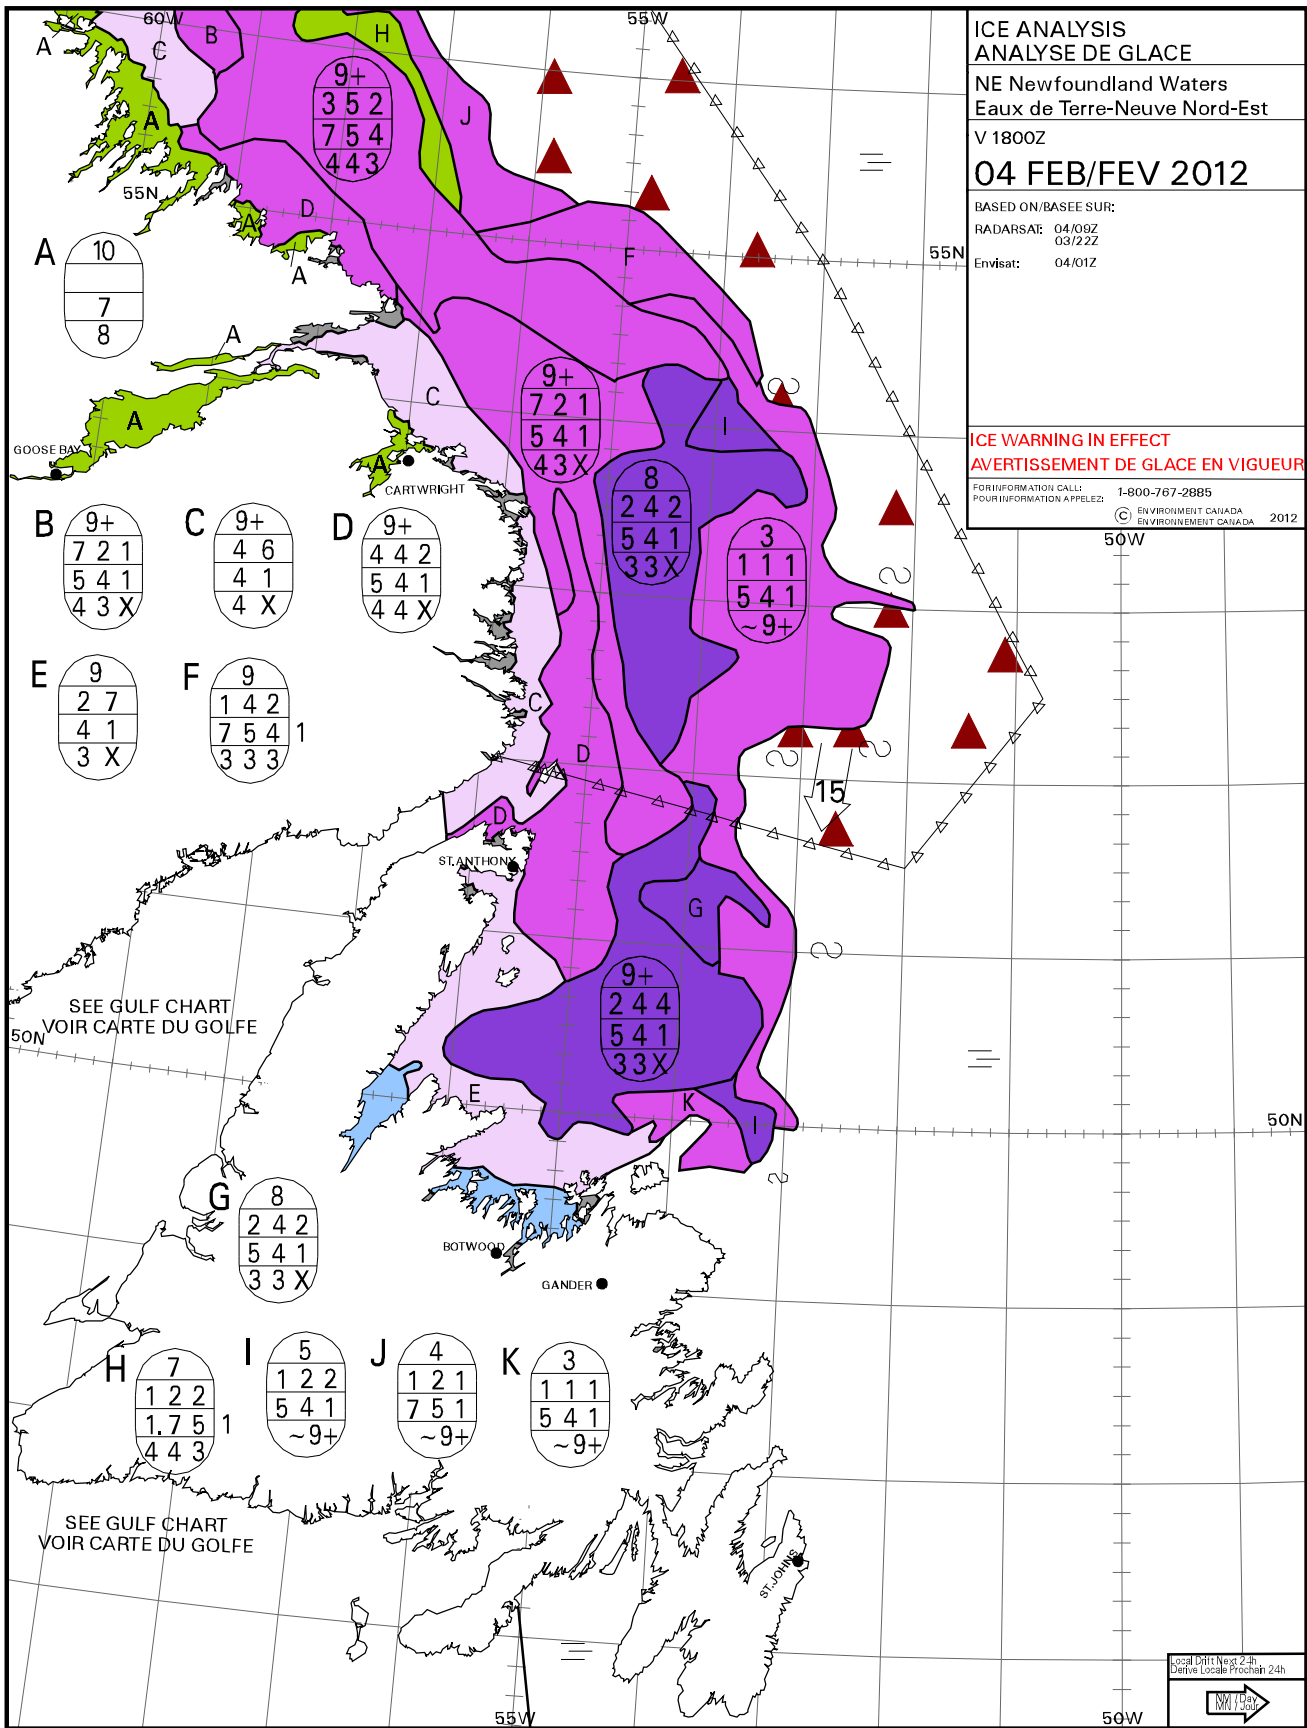 60W
55W
A
C
B
H
J
9+
3 5 2
7 5 4
4 4 3
A
55N
D
A
A
F
55N
ICE ANALYSIS
ANALYSE DE GLACE
NE Newfoundland Waters
Eaux de Terre-Neuve Nord-Est
V 1800Z
04 FEB/FEV 2012
BASED ON/BASEE SUR:
RADARSAT: 04/09Z
03/22Z
Envisat: 04/01Z
ICE WARNING IN EFFECT
AVERTISSEMENT DE GLACE EN VIGUEUR
FOR INFORMATION CALL:
POUR INFORMATION APPELEZ: 1-800-767-2885
© ENVIRONMENT CANADA
ENVIRONNEMENT CANADA 2012
50W
A
10
7
8
A
C
A
GOOSE BAY
A
CARTWRIGHT
9+
7 2 1
5 4 1
4 3 X
I
8
2 4 2
5 4 1
3 3 X
3
1 1 1
5 4 1
~9+
B
9+
7 2 1
5 4 1
4 3 X
C
9+
4 6
4 1
4 X
D
9+
4 4 2
5 4 1
4 4 X
E
9
2 7
4 1
3 X
F
9
1 4 2
7 5 4 1
3 3 3
C
D
15
D
ST.ANTHONY
G
9+
2 4 4
5 4 1
3 3 X
SEE GULF CHART
VOIR CARTE DU GOLFE
50N
E
K
I
50N
G
8
2 4 2
5 4 1
3 3 X
BOTWOOD
GANDER
H
7
1 2 2
1. 7 5 1
4 4 3
I
5
1 2 2
5 4 1
~9+
J
4
1 2 1
7 5 1
~9+
K
3
1 1 1
5 4 1
~9+
SEE GULF CHART
VOIR CARTE DU GOLFE
ST.JOHNS
Local Drift Next 24h
Derive Locale Prochain 24h
NM / Day
MN / Jour
55W
50W